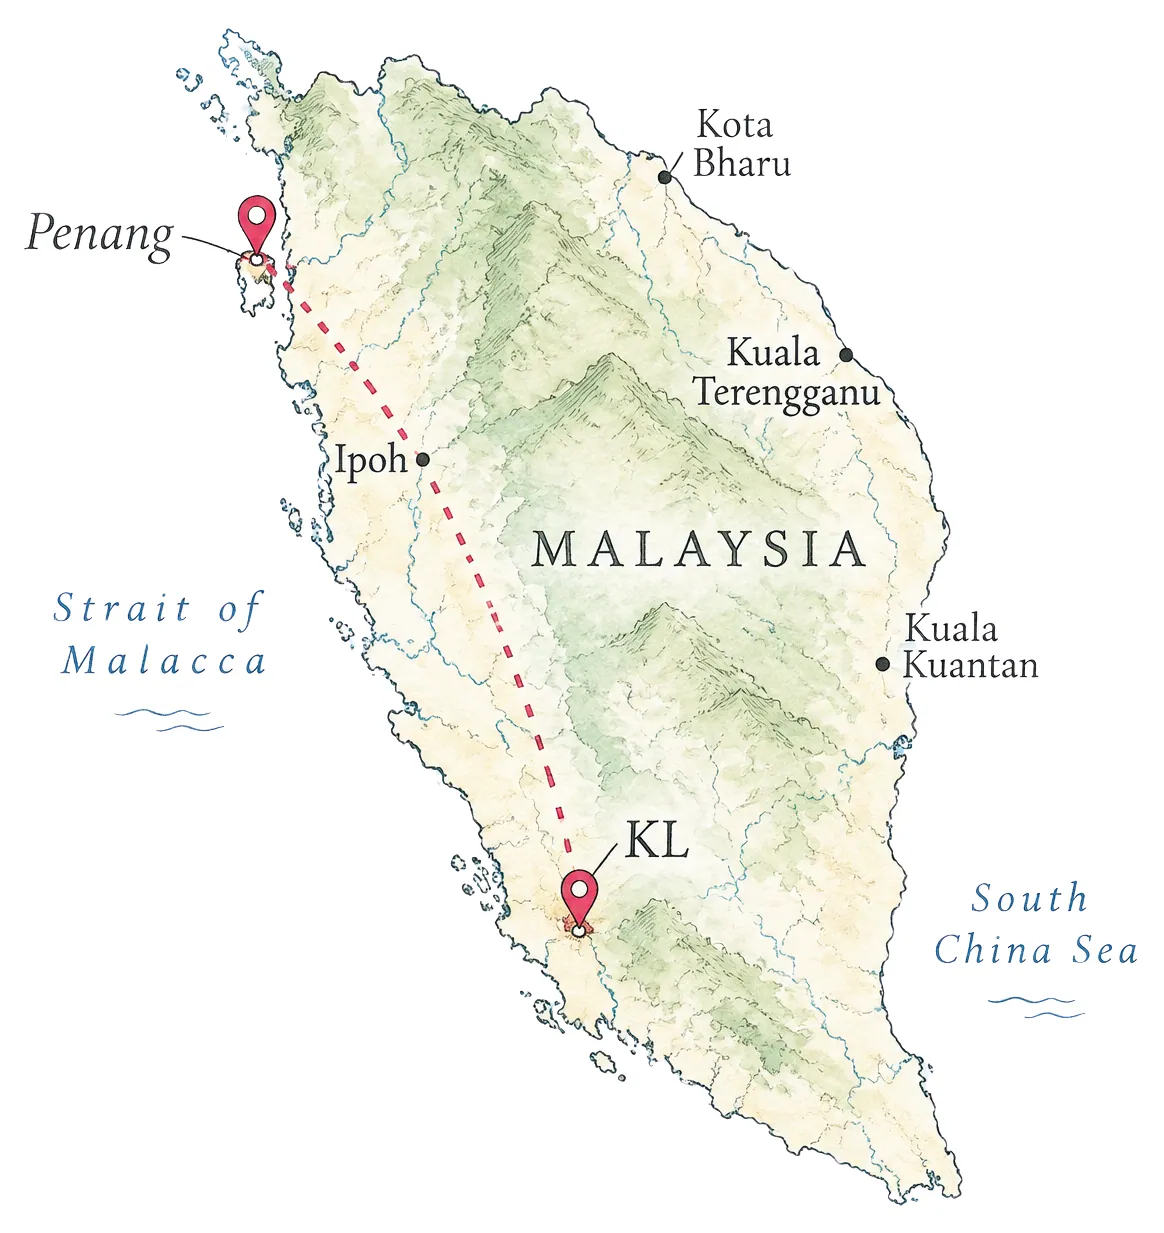 Kota
Bharu
Penang
Kuala
Terengganu
Ipoh
MALAYSIA
Strait of
Malacca
Kuala
Kuantan
KL
South
China Sea